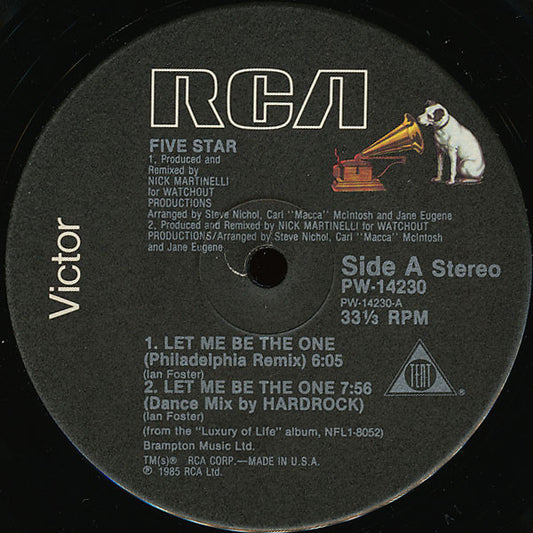 RCA
FIVE STAR
1. Produced and
Remixed by
NICK MARTINELLI
for WATCHOUT
PRODUCTIONS
Arranged by Steve Nichol, Carl "Macca" McIntosh and Jane Eugene
2. Produced and Remixed by NICK MARTINELLI for WATCHOUT
PRODUCTIONS/Arranged by Steve Nichol, Carl "Macca" McIntosh
and Jane Eugene
Victor
Side A Stereo
PW-14230
PW-14230-A
33⅓ RPM
1. LET ME BE THE ONE
(Philadelphia Remix) 6:05
(Ian Foster)
2. LET ME BE THE ONE 7:56
(Dance Mix by HARDROCK)
(Ian Foster)
(from the "Luxury of Life" album, NFL1-8052)
Brampton Music Ltd.
TM(s)® RCA CORP.—MADE IN U.S.A.
℗ 1985 RCA Ltd.
TENT
®